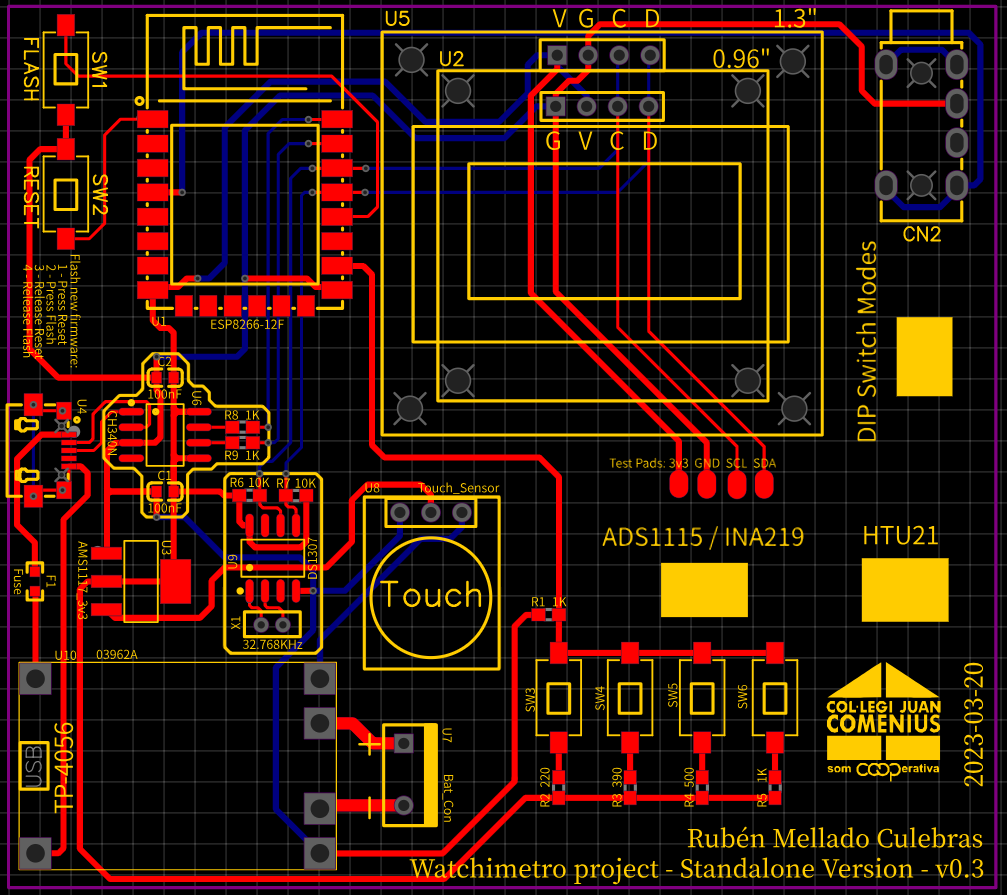 FLASH
SW1
RESET
SW2
Flash new firmware:
1 - Press Reset
2 - Press Flash
3 - Release Reset
4 - Release Flash
U1
ESP8266-12F
U5
V G C D
1.3"
U2
0.96"
G V C D
CN2
DIP Switch Modes
C2
100nF
U4
CH340N
U6
R8 1K
R9 1K
C1
100nF
R6 10K
R7 10K
U9
DS1307
X1
32.768KHz
AMS1117_3v3
U3
F1
Fuse
U8
Touch_Sensor
Touch
Test Pads: 3v3 GND SCL SDA
ADS1115 / INA219
HTU21
R1 1K
SW3
SW4
SW5
SW6
R2 220
R3 390
R4 500
R5 1K
U10
03962A
USB
TP-4056
+
U7
Bat_Con
COL·LEGI JUAN
COMENIUS
som cooperativa
2023-03-20
Rubén Mellado Culebras
Watchimetro project - Standalone Version - v0.3